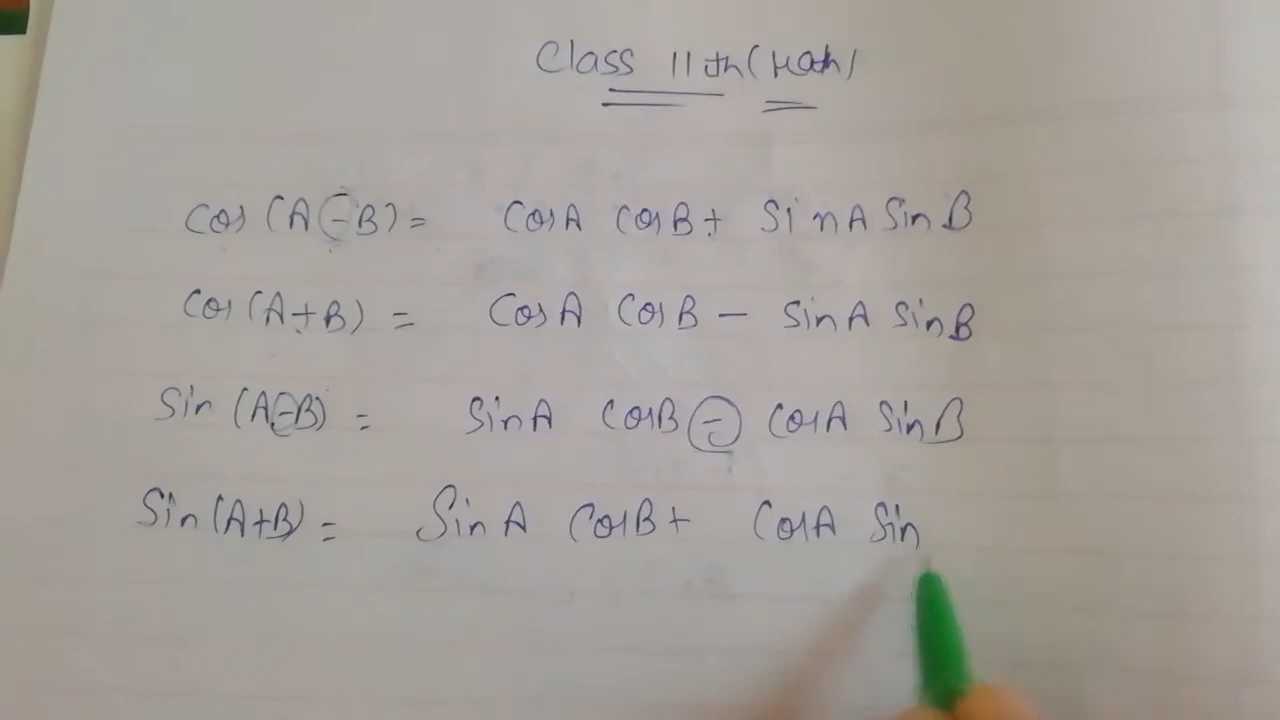 Class 11th (Math)
Cos (A-B) = CosA CosB + SinA SinB
Cos (A+B) = CosA CosB - SinA SinB
Sin (A-B) = SinA CosB - CosA SinB
Sin (A+B) = SinA CosB + CosA Sin